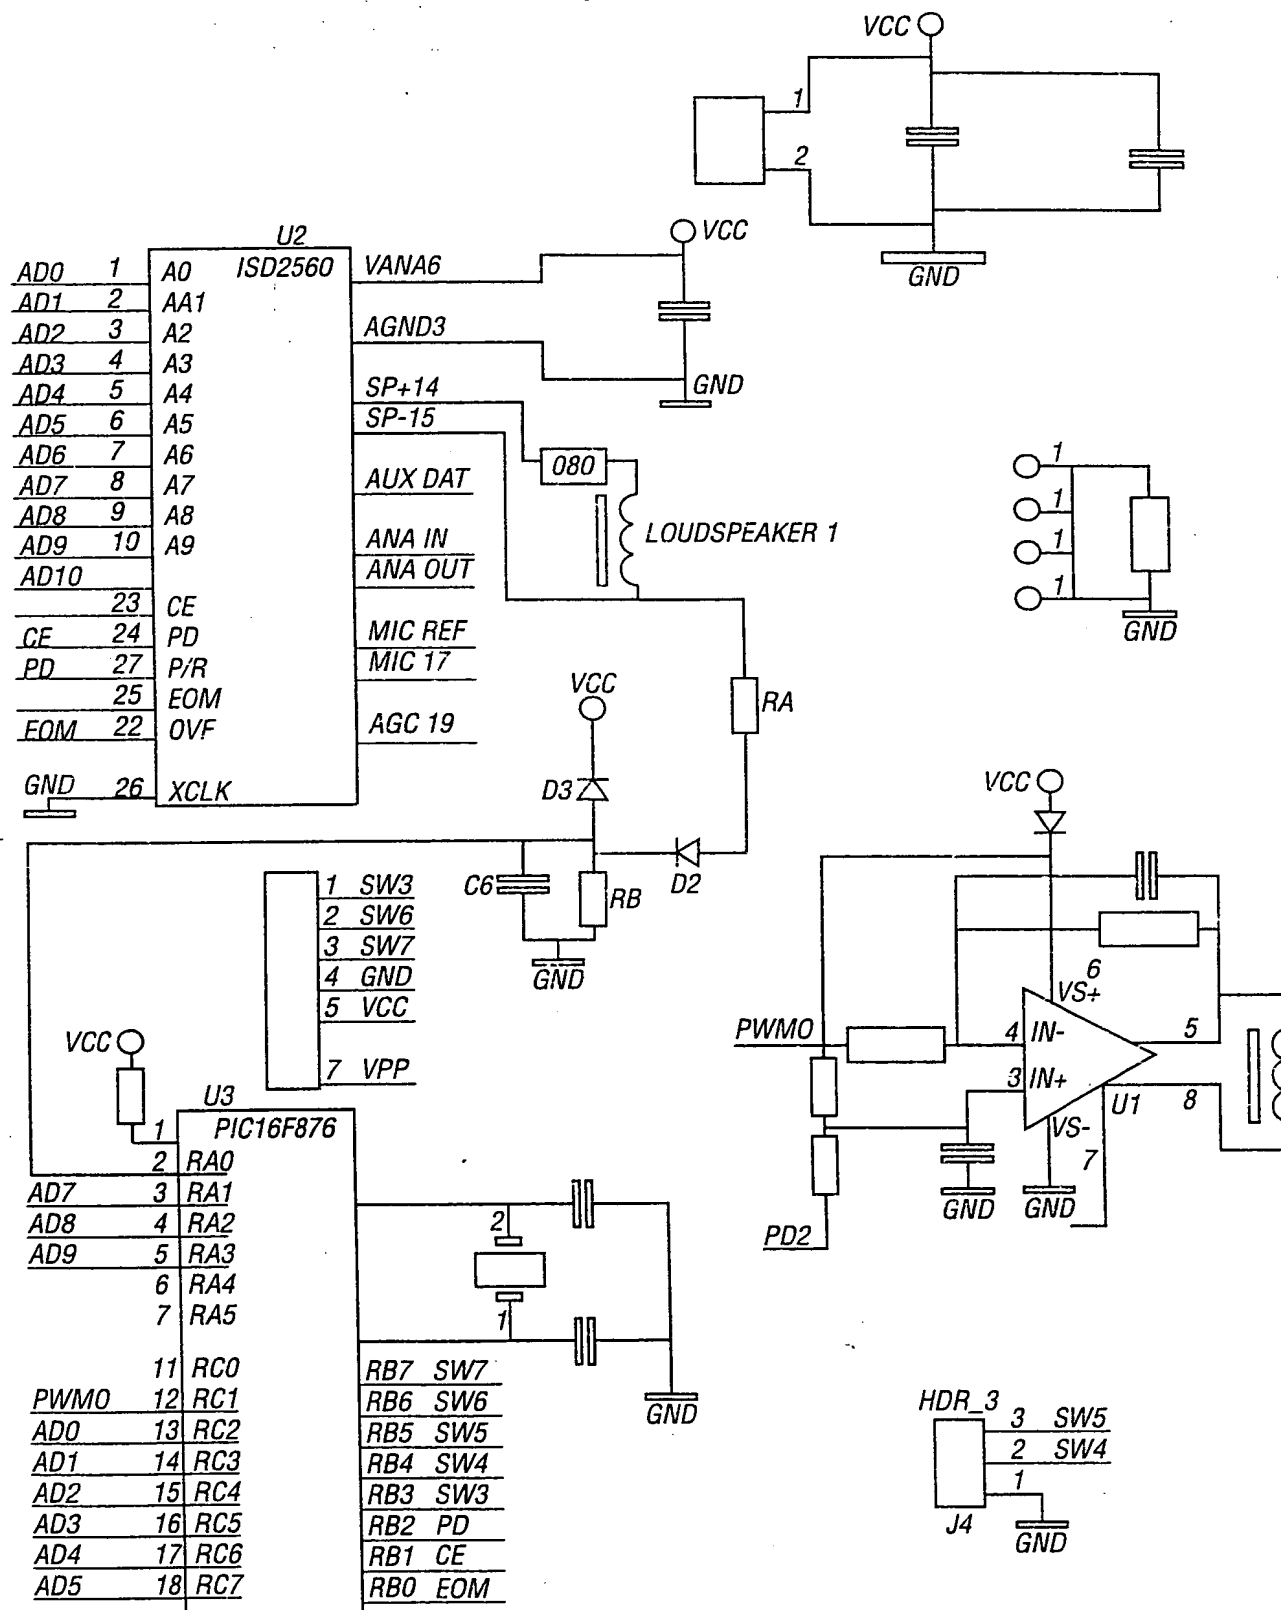 VCC
1
2
GND
U2
ISD2560
AD0 1 A0
AD1 2 AA1
AD2 3 A2
AD3 4 A3
AD4 5 A4
AD5 6 A5
AD6 7 A6
AD7 8 A7
AD8 9 A8
AD9 10 A9
AD10
23 CE
CE 24 PD
PD 27 P/R
25 EOM
EOM 22 OVF
GND 26 XCLK
VANA6
AGND3
SP+14
SP-15
AUX DAT
ANA IN
ANA OUT
MIC REF
MIC 17
AGC 19
VCC
GND
080
LOUDSPEAKER 1
1
1
1
1
GND
RA
VCC
D3
D2
C6
RB
GND
1 SW3
2 SW6
3 SW7
4 GND
5 VCC
7 VPP
VCC
6
VS+
PWMO
4 IN-
5
3 IN+
U1
8
VS-
7
GND
GND
PD2
VCC
U3
PIC16F876
1
2 RA0
AD7 3 RA1
AD8 4 RA2
AD9 5 RA3
6 RA4
7 RA5
11 RC0
PWMO 12 RC1
AD0 13 RC2
AD1 14 RC3
AD2 15 RC4
AD3 16 RC5
AD4 17 RC6
AD5 18 RC7
2
1
GND
RB7 SW7
RB6 SW6
RB5 SW5
RB4 SW4
RB3 SW3
RB2 PD
RB1 CE
RB0 EOM
HDR_3
3 SW5
2 SW4
1
J4
GND